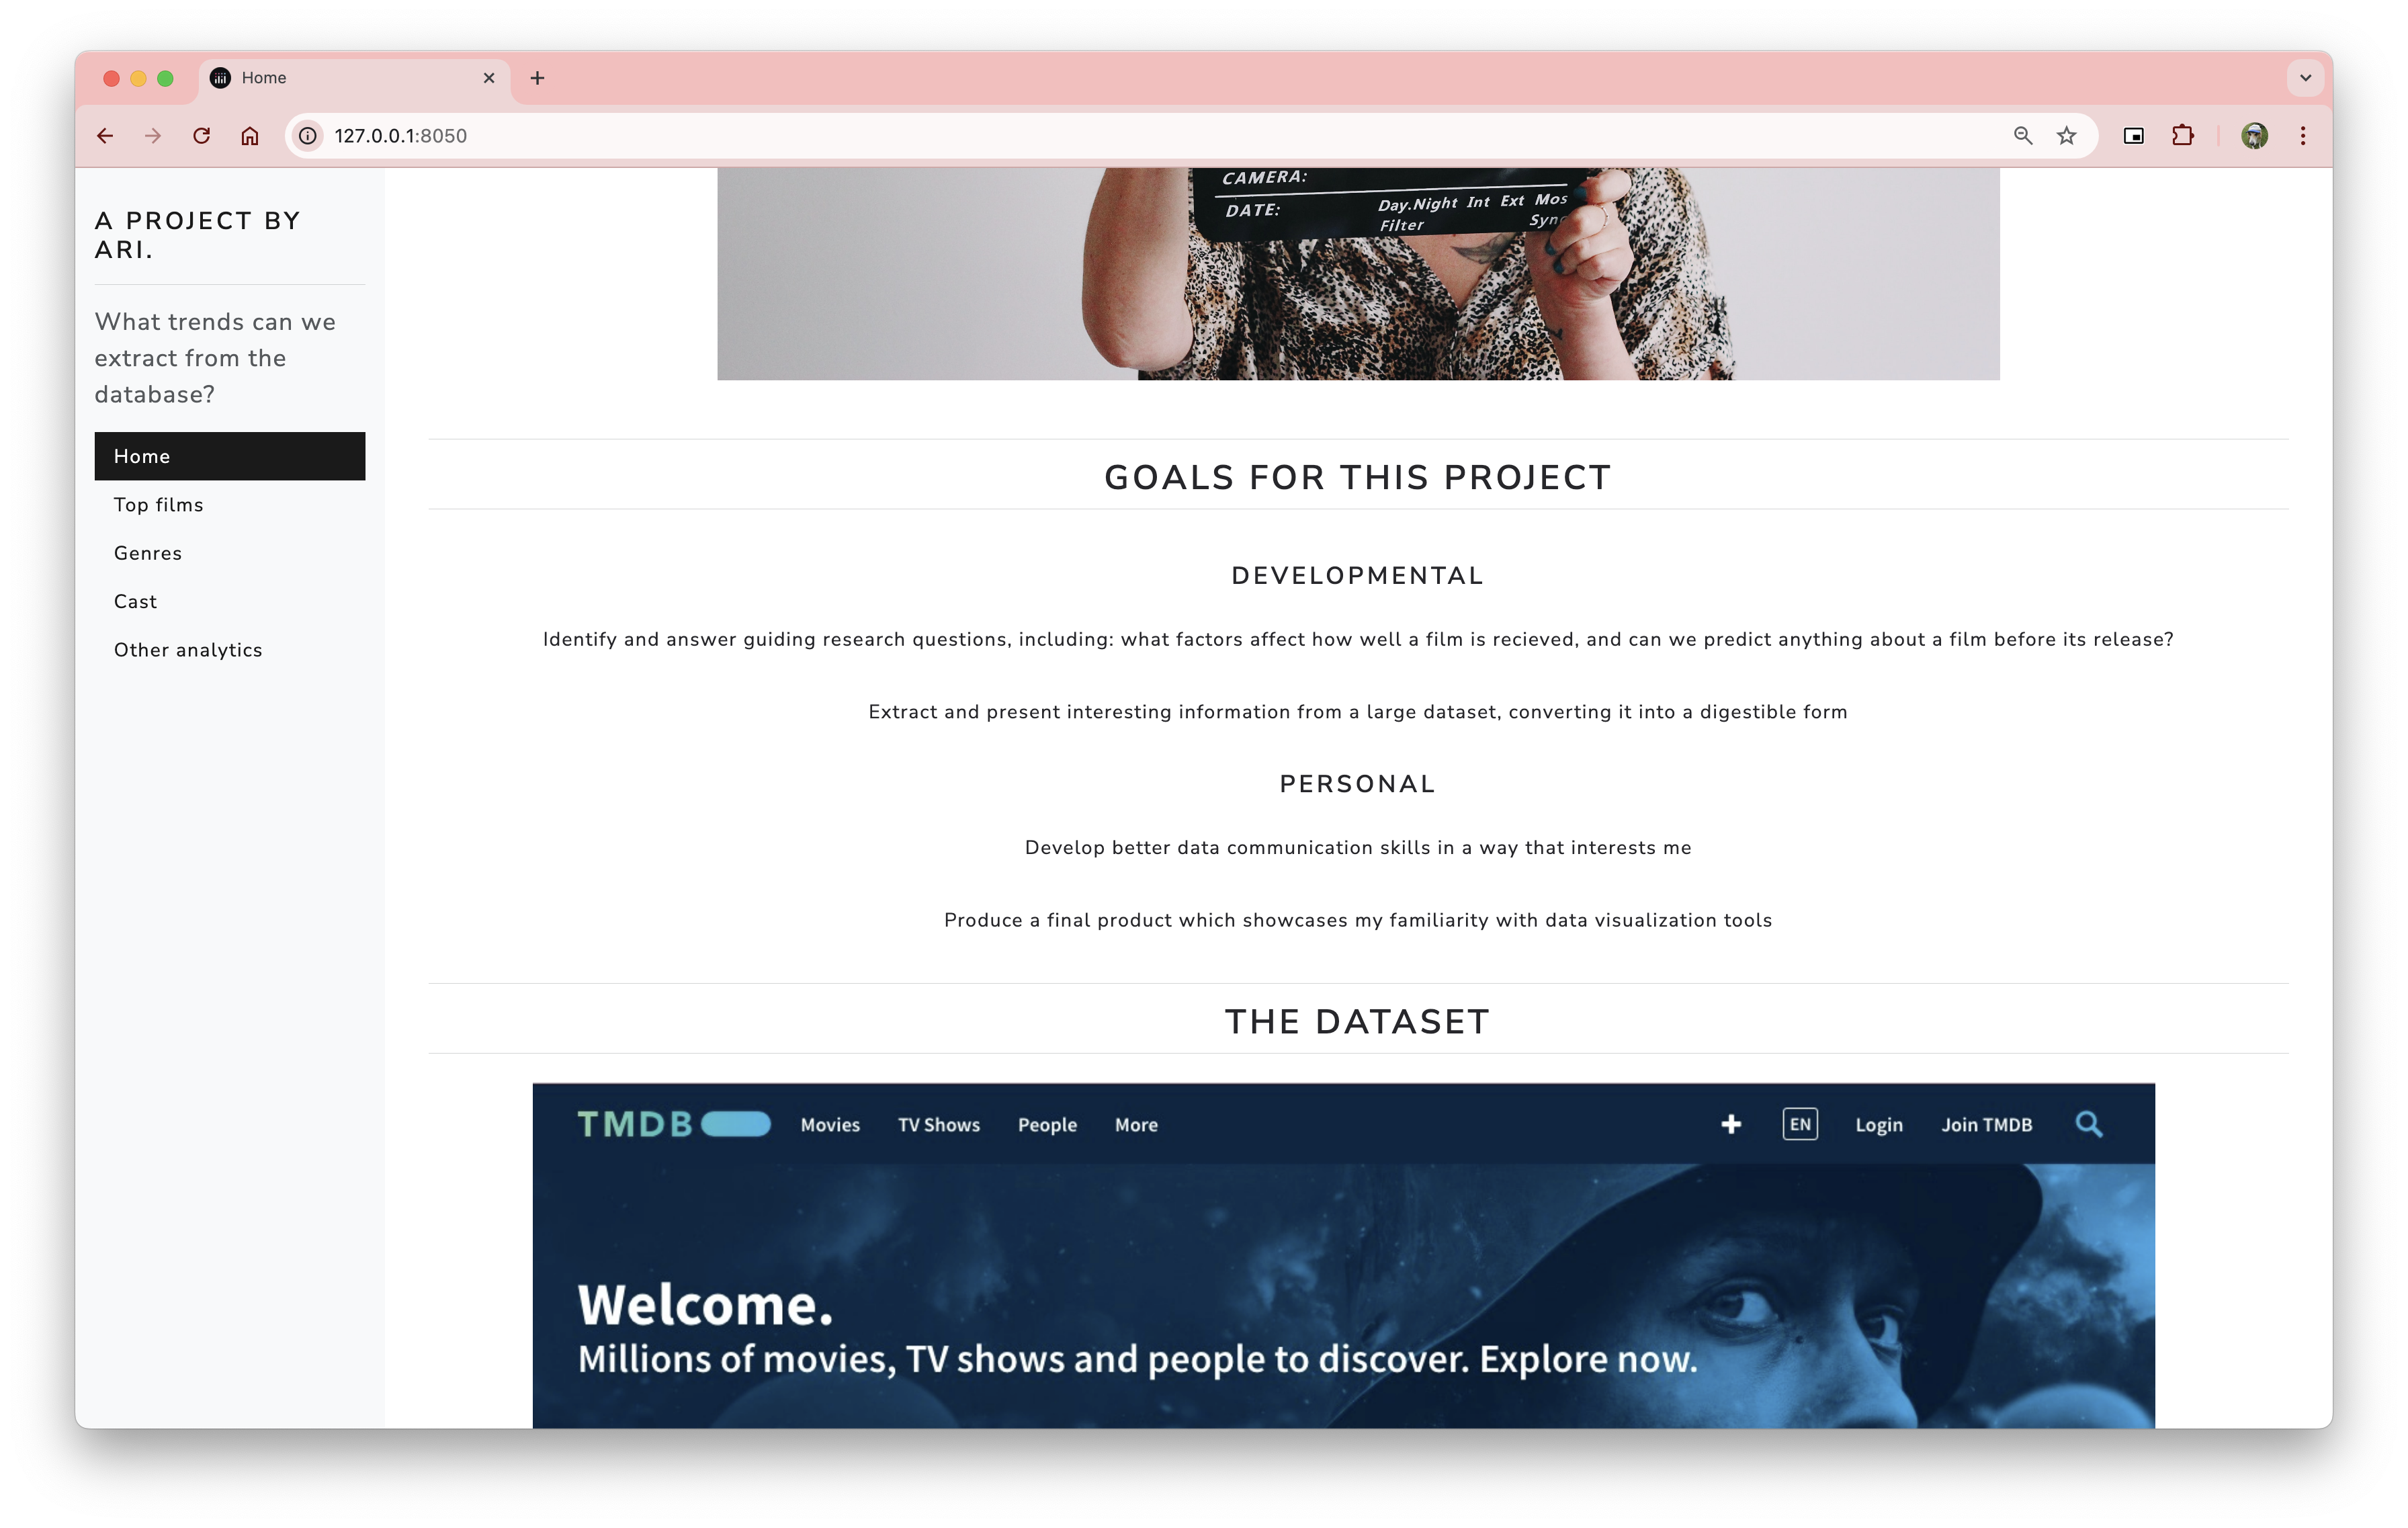 Home
127.0.0.1:8050
A PROJECT BY
ARI.
What trends can we
extract from the
database?
Home
Top films
Genres
Cast
Other analytics
CAMERA:
DATE: Day.Night Int Ext Mos
Filter Sync
GOALS FOR THIS PROJECT
DEVELOPMENTAL
Identify and answer guiding research questions, including: what factors affect how well a film is recieved, and can we predict anything about a film before its release?
Extract and present interesting information from a large dataset, converting it into a digestible form
PERSONAL
Develop better data communication skills in a way that interests me
Produce a final product which showcases my familiarity with data visualization tools
THE DATASET
TMDB Movies TV Shows People More EN Login Join TMDB
Welcome.
Millions of movies, TV shows and people to discover. Explore now.